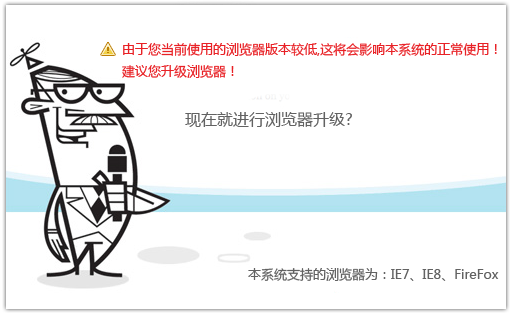 由于您当前使用的浏览器版本较低,这将会影响本系统的正常使用！
建议您升级浏览器！
现在就进行浏览器升级?
本系统支持的浏览器为：IE7、IE8、FireFox